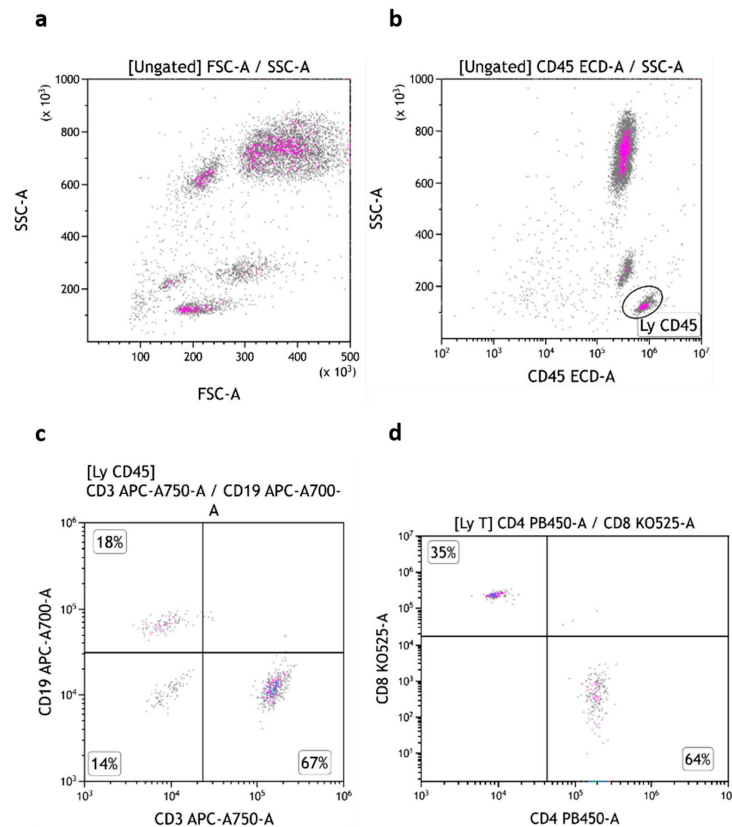 a
b
[Ungated] FSC-A / SSC-A
[Ungated] CD45 ECD-A / SSC-A
(x 10³)
1000
800
600
400
200
SSC-A
100 200 300 400 500
(x 10³)
FSC-A
(x 10³)
1000
800
600
400
200
SSC-A
Ly CD45
10² 10³ 10⁴ 10⁵ 10⁶ 10⁷
CD45 ECD-A
c
d
[Ly CD45]
CD3 APC-A750-A / CD19 APC-A700-
A
10⁶
18%
10⁵
10⁴
14%
67%
10³
CD19 APC-A700-A
10³ 10⁴ 10⁵ 10⁶
CD3 APC-A750-A
[Ly T] CD4 PB450-A / CD8 KO525-A
10⁷
35%
10⁶
10⁵
10⁴
10³
10²
10¹
64%
CD8 KO525-A
10³ 10⁴ 10⁵ 10
CD4 PB450-A